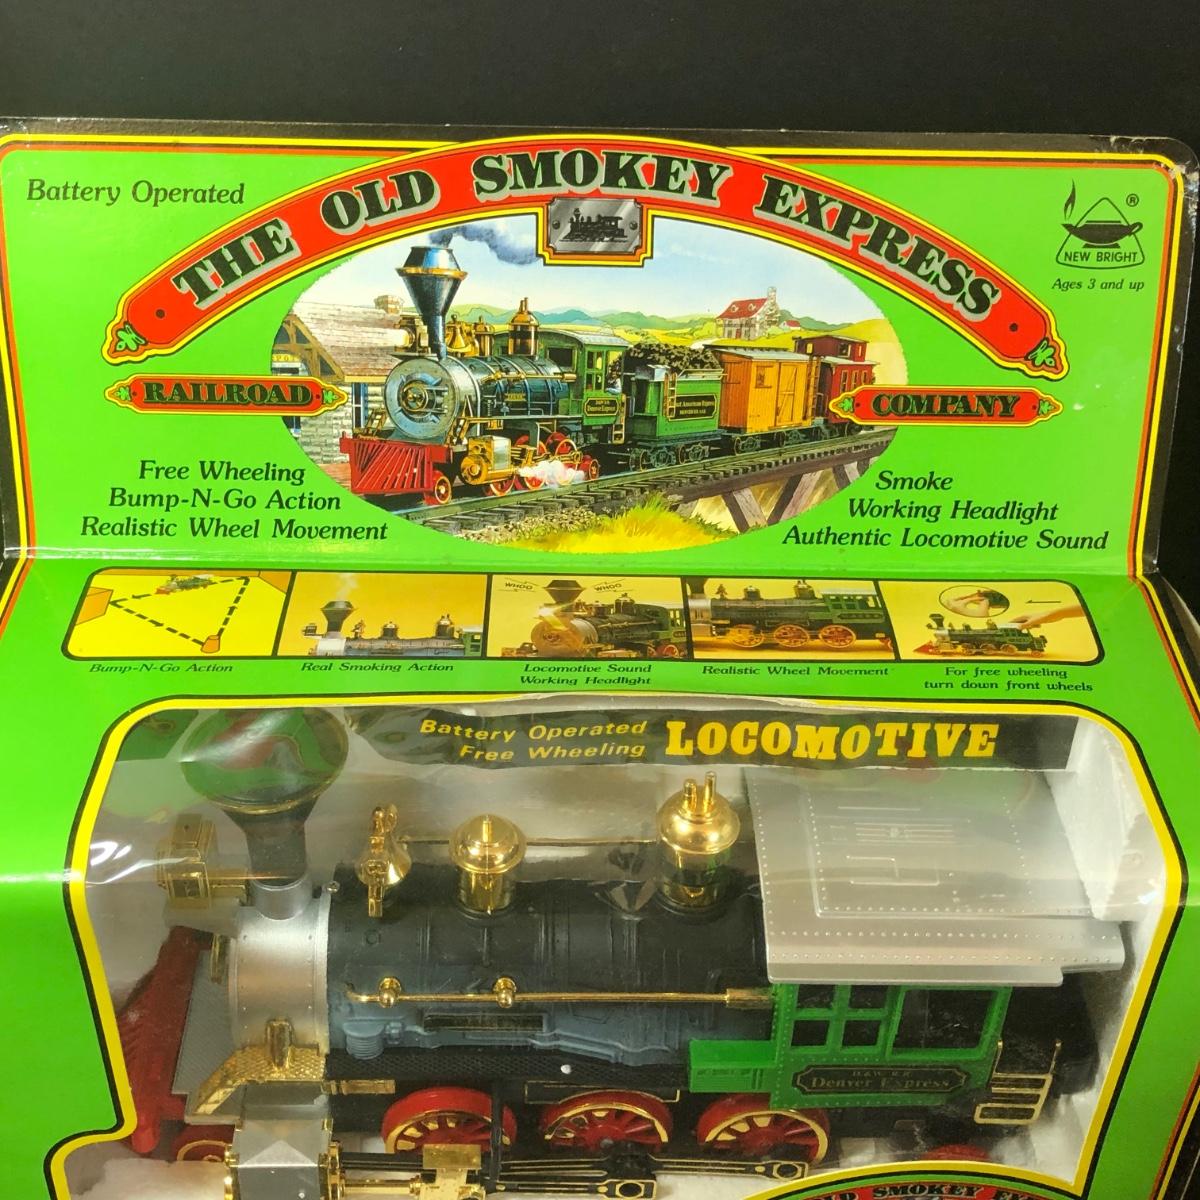 Battery Operated
THE OLD SMOKEY EXPRESS
NEW BRIGHT
®
Ages 3 and up
RAILROAD
COMPANY
Free Wheeling
Bump-N-Go Action
Realistic Wheel Movement
Smoke
Working Headlight
Authentic Locomotive Sound
WHOO
WHOO
Bump-N-Go Action
Real Smoking Action
Locomotive Sound
Working Headlight
Realistic Wheel Movement
For free wheeling
turn down front wheels
Battery Operated
Free Wheeling
LOCOMOTIVE
D.&W. R.R.
Denver Express
OLD SMOKEY